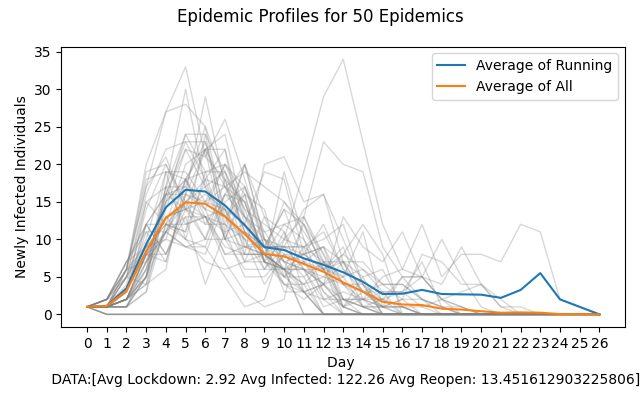 Epidemic Profiles for 50 Epidemics
35
30
25
20
15
10
5
0
Newly Infected Individuals
Average of Running
Average of All
0 1 2 3 4 5 6 7 8 9 10 11 12 13 14 15 16 17 18 19 20 21 22 23 24 25 26
Day
DATA:[Avg Lockdown: 2.92 Avg Infected: 122.26 Avg Reopen: 13.451612903225806]